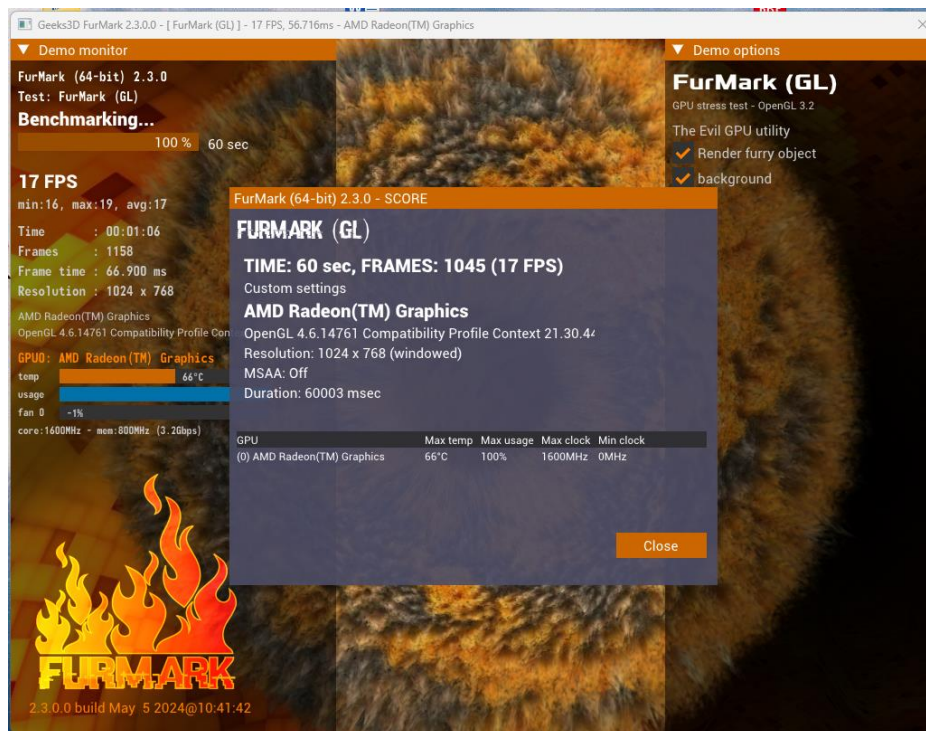 Geeks3D FurMark 2.3.0.0 - [ FurMark (GL) ] - 17 FPS, 56.716ms - AMD Radeon(TM) Graphics
Demo monitor
FurMark (64-bit) 2.3.0
Test: FurMark (GL)
Benchmarking...
100 % 60 sec
17 FPS
min:16, max:19, avg:17
Time : 00:01:06
Frames : 1158
Frame time : 66.900 ms
Resolution : 1024 x 768
AMD Radeon(TM) Graphics
OpenGL 4.6.14761 Compatibility Profile Con
GPU0: AMD Radeon(TM) Graphics
temp 66°C
usage
fan 0 -1%
core:1600MHz - mem:800MHz (3.2Gbps)
FURMARK
2.3.0.0 build May 5 2024@10:41:42
FurMark (64-bit) 2.3.0 - SCORE
FURMARK (GL)
TIME: 60 sec, FRAMES: 1045 (17 FPS)
Custom settings
AMD Radeon(TM) Graphics
OpenGL 4.6.14761 Compatibility Profile Context 21.30.44
Resolution: 1024 x 768 (windowed)
MSAA: Off
Duration: 60003 msec
GPU Max temp Max usage Max clock Min clock
(0) AMD Radeon(TM) Graphics 66°C 100% 1600MHz 0MHz
Close
Demo options
FurMark (GL)
GPU stress test - OpenGL 3.2
The Evil GPU utility
Render furry object
background